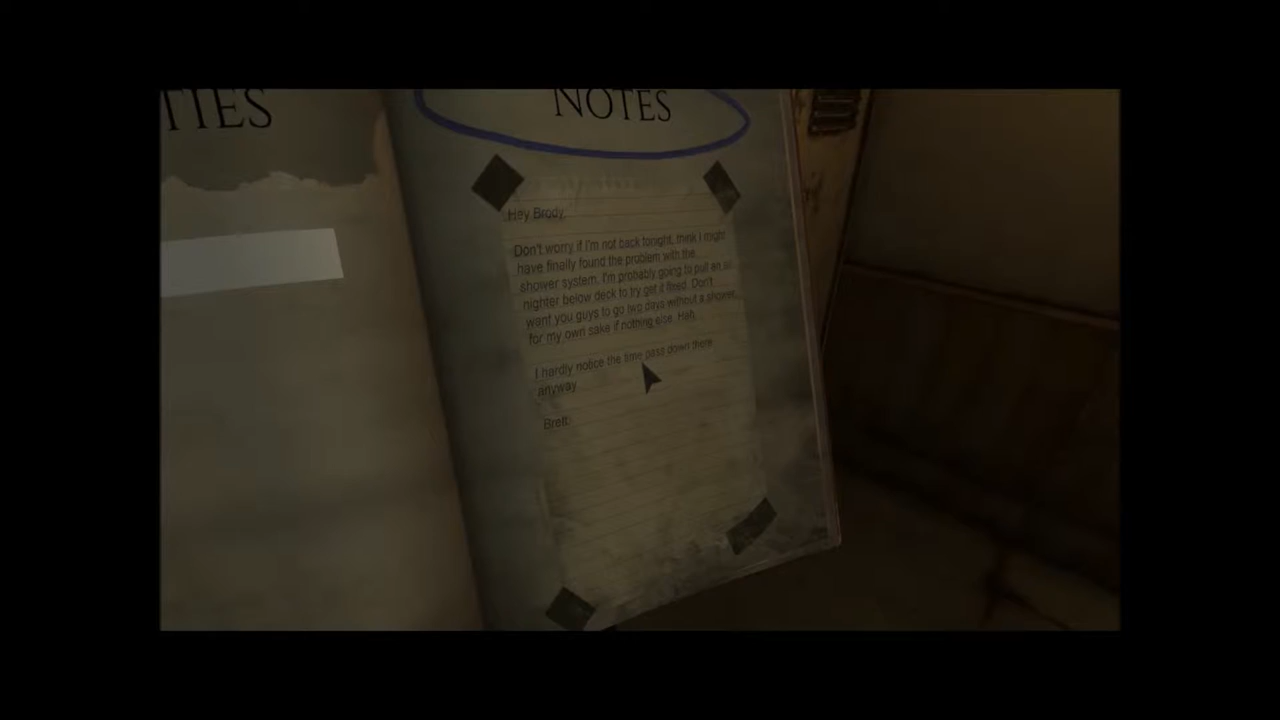 TIES
NOTES
Hey Brody,
Don't worry if I'm not back tonight, think I might
have finally found the problem with the
shower system. I'm probably going to pull an all
nighter below deck to try get it fixed. Don't
want you guys to go two days without a shower,
for my own sake if nothing else. Heh.
I hardly notice the time pass down there
anyway.
Brett